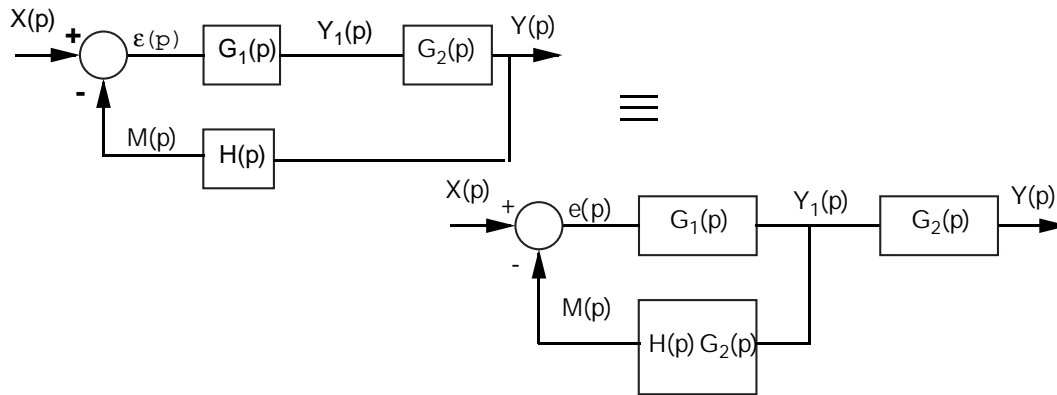 X(p)
+
ε(p)
G₁(p)
Y₁(p)
G₂(p)
Y(p)
-
M(p)
H(p)
≡
X(p)
+
e(p)
G₁(p)
Y₁(p)
G₂(p)
Y(p)
-
M(p)
H(p) G₂(p)